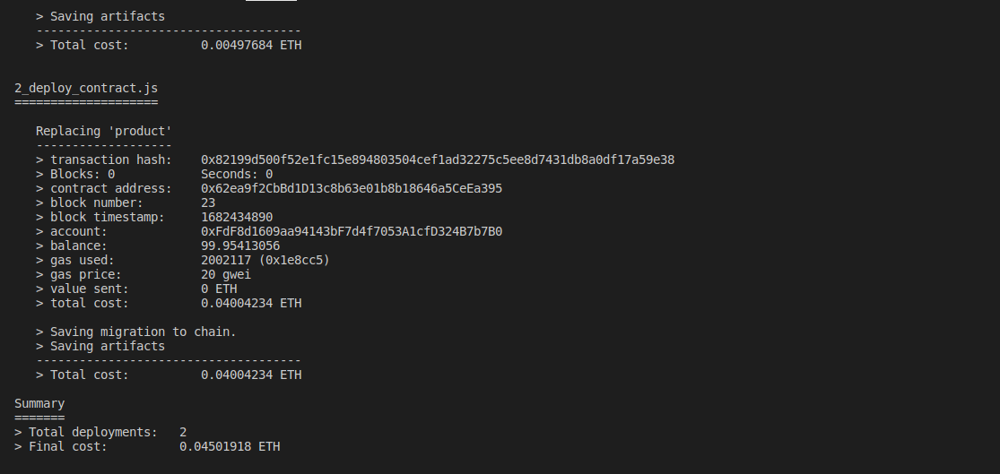 > Saving artifacts
-------------------------------------
> Total cost:          0.00497684 ETH
2_deploy_contract.js
====================
Replacing 'product'
-------------------
> transaction hash:    0x82199d500f52e1fc15e894803504cef1ad32275c5ee8d7431db8a0df17a59e38
> Blocks: 0            Seconds: 0
> contract address:    0x62ea9f2CbBd1D13c8b63e01b8b18646a5CeEa395
> block number:        23
> block timestamp:     1682434890
> account:             0xFdF8d1609aa94143bF7d4f7053A1cfD324B7b7B0
> balance:             99.95413056
> gas used:            2002117 (0x1e8cc5)
> gas price:           20 gwei
> value sent:          0 ETH
> total cost:          0.04004234 ETH
> Saving migration to chain.
> Saving artifacts
-------------------------------------
> Total cost:          0.04004234 ETH
Summary
=======
> Total deployments:   2
> Final cost:          0.04501918 ETH